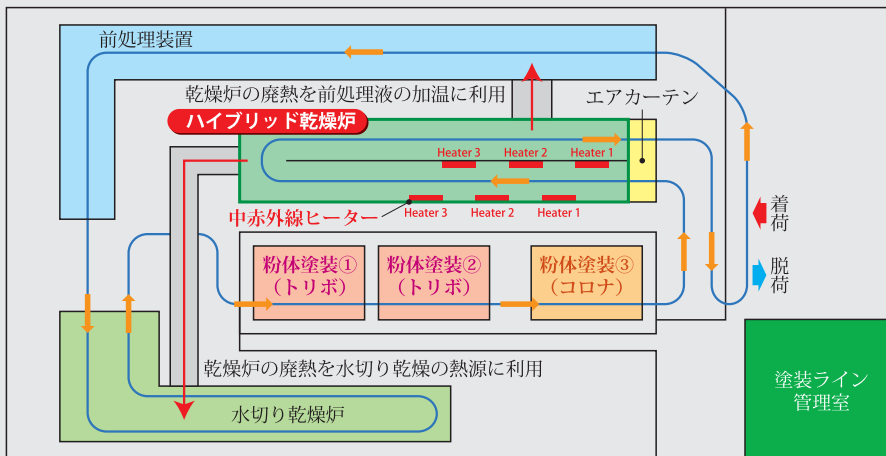 前処理装置
乾燥炉の廃熱を前処理液の加温に利用
エアカーテン
ハイブリッド乾燥炉
Heater 3
Heater 2
Heater 1
中赤外線ヒーター
Heater 3
Heater 2
Heater 1
着荷
脱荷
粉体塗装①
(トリボ)
粉体塗装②
(トリボ)
粉体塗装③
(コロナ)
乾燥炉の廃熱を水切り乾燥の熱源に利用
水切り乾燥炉
塗装ライン
管理室